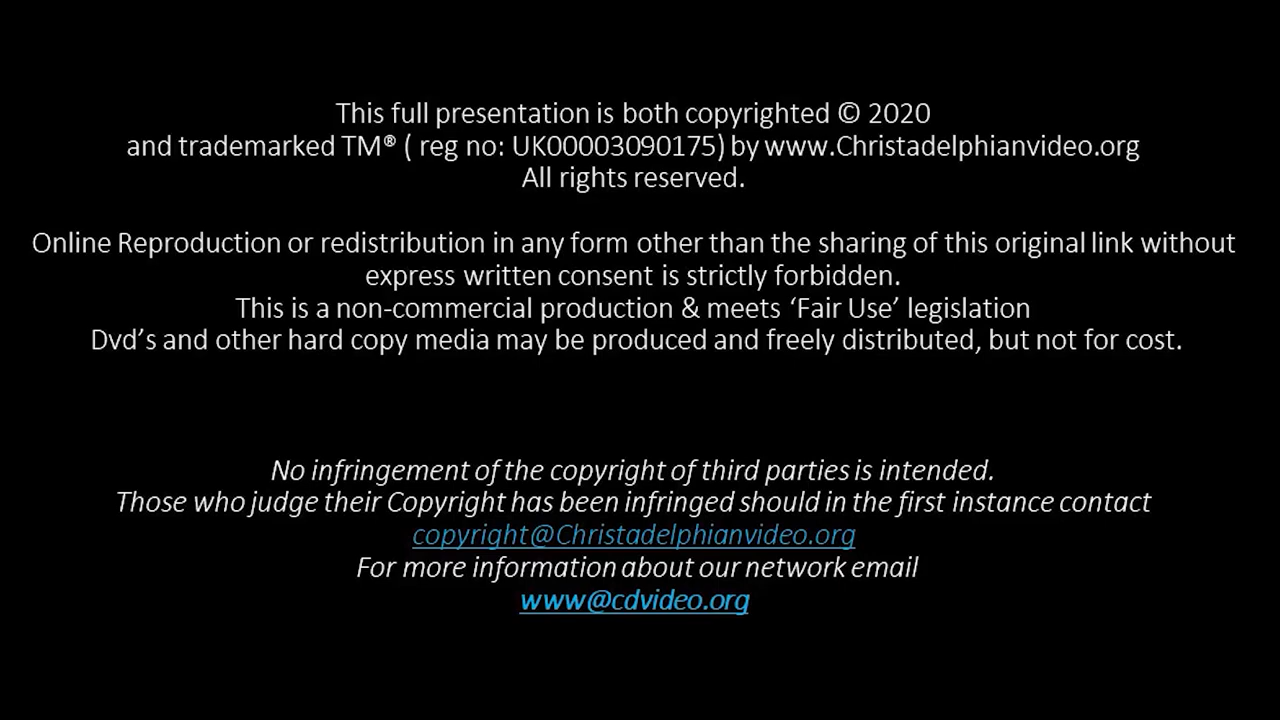 This full presentation is both copyrighted © 2020
and trademarked TM® ( reg no: UK00003090175) by www.Christadelphianvideo.org
All rights reserved.
Online Reproduction or redistribution in any form other than the sharing of this original link without
express written consent is strictly forbidden.
This is a non-commercial production & meets ‘Fair Use’ legislation
Dvd’s and other hard copy media may be produced and freely distributed, but not for cost.
No infringement of the copyright of third parties is intended.
Those who judge their Copyright has been infringed should in the first instance contact
copyright@Christadelphianvideo.org
For more information about our network email
www@cdvideo.org